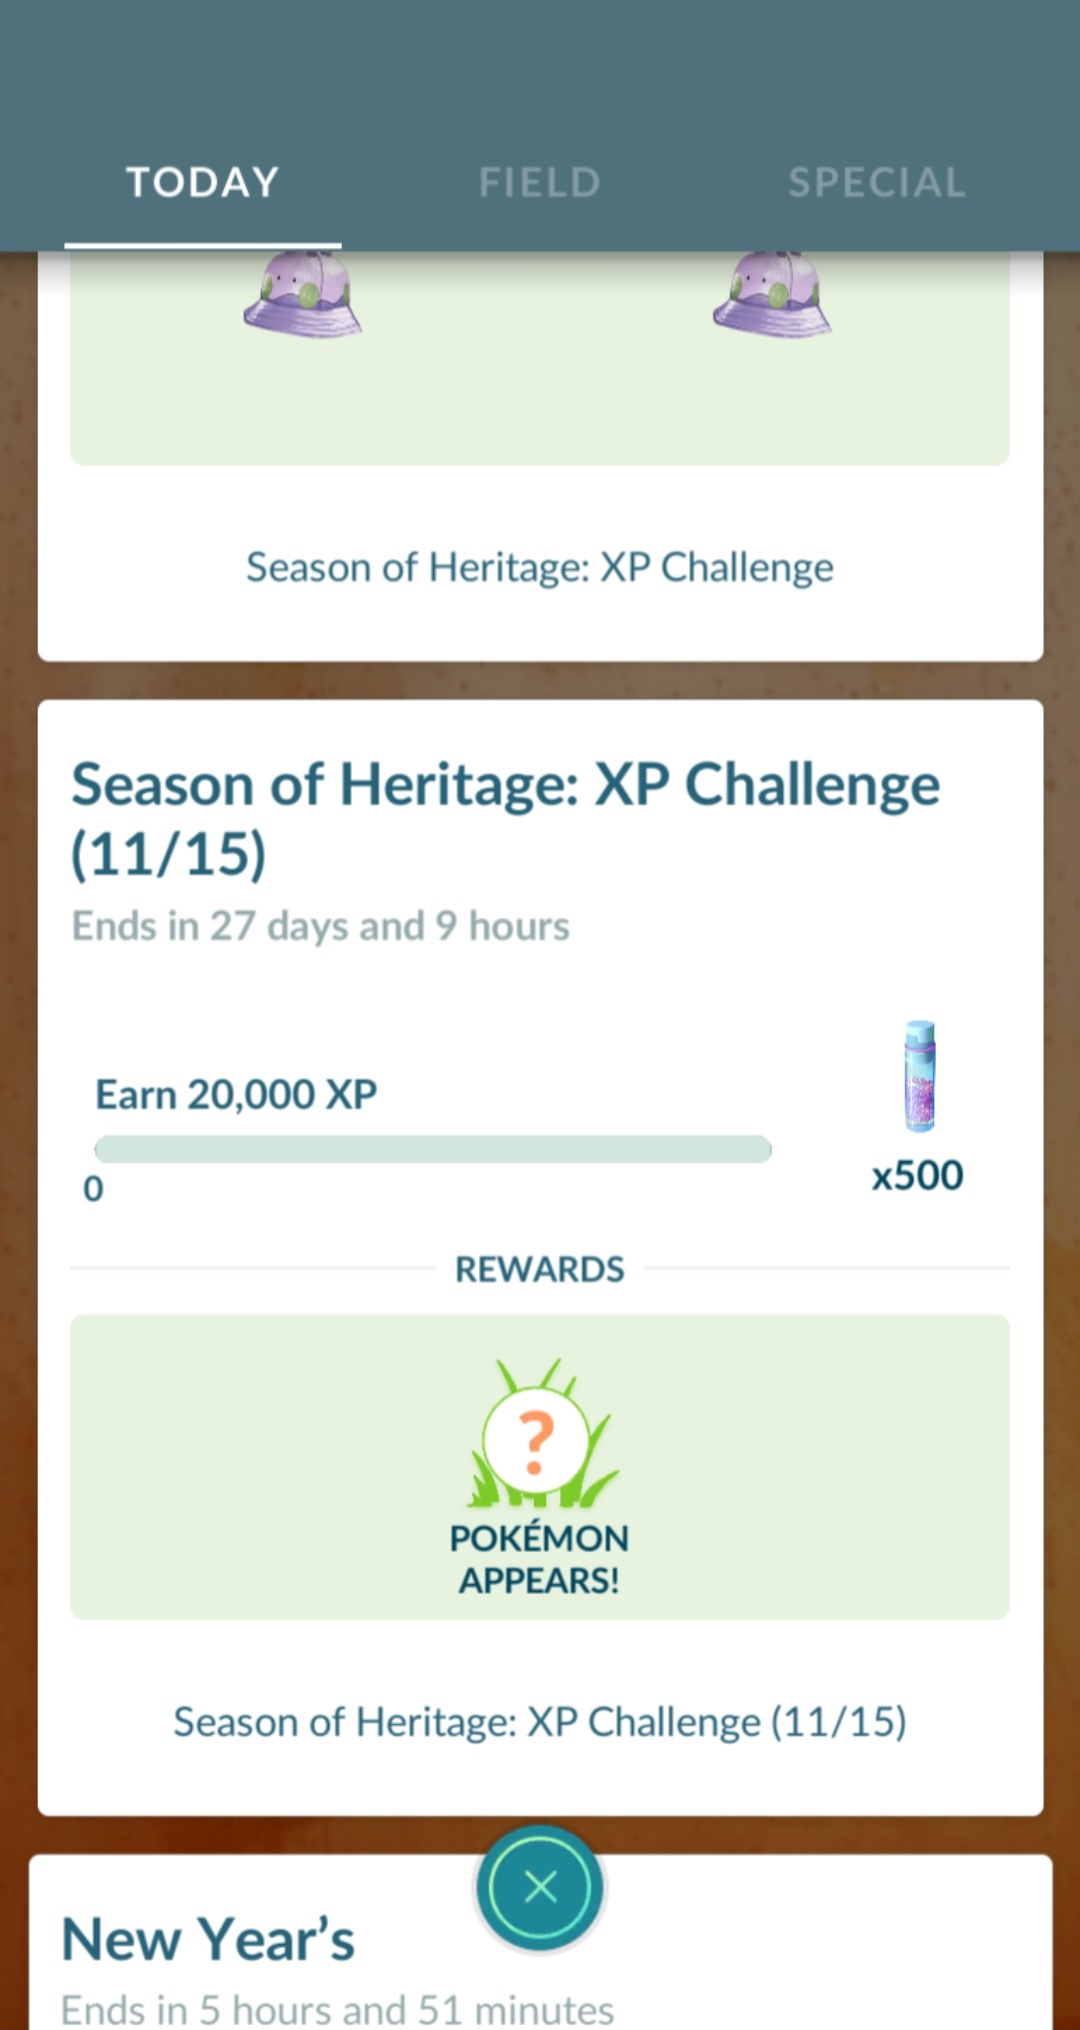 TODAY
FIELD
SPECIAL
Season of Heritage: XP Challenge
Season of Heritage: XP Challenge
(11/15)
Ends in 27 days and 9 hours
Earn 20,000 XP
0
x500
REWARDS
?
POKÉMON
APPEARS!
Season of Heritage: XP Challenge (11/15)
New Year’s
Ends in 5 hours and 51 minutes